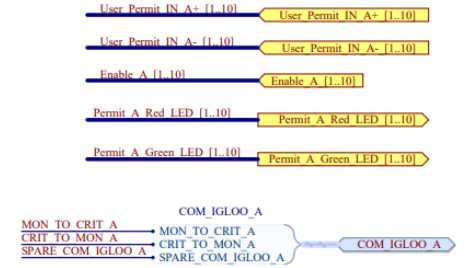 User_Permit_IN_A+_[1..10] User_Permit_IN_A+_[1..10]
User_Permit_IN_A-_[1..10] User_Permit_IN_A-_[1..10]
Enable_A_[1..10] Enable_A_[1..10]
Permit_A_Red_LED_[1..10] Permit_A_Red_LED_[1..10]
Permit_A_Green_LED_[1..10] Permit_A_Green_LED_[1..10]
COM_IGLOO_A
MON_TO_CRIT_A MON_TO_CRIT_A
CRIT_TO_MON_A CRIT_TO_MON_A COM_IGLOO_A
SPARE_COM_IGLOO_A SPARE_COM_IGLOO_A